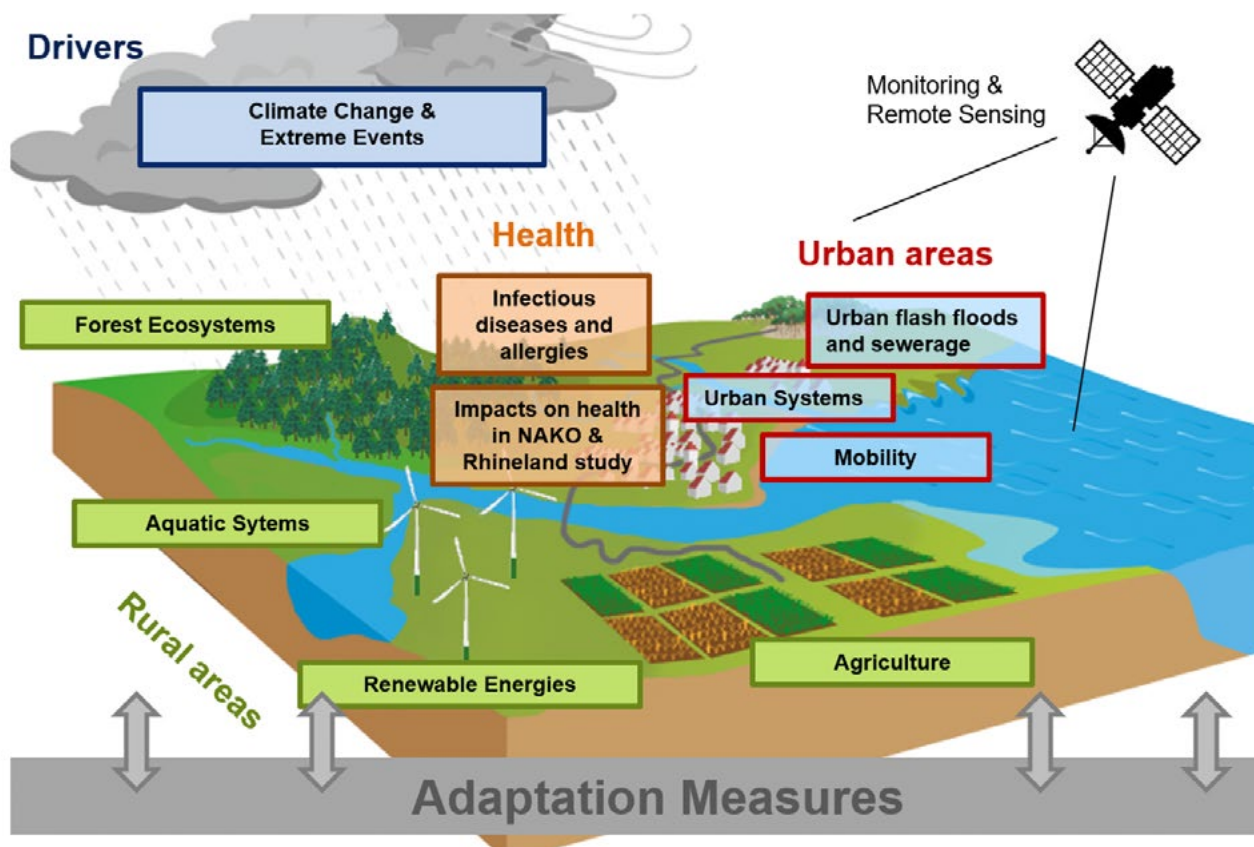 Drivers
Climate Change &
Extreme Events
Monitoring &
Remote Sensing
Health
Urban areas
Infectious
diseases and
allergies
Forest Ecosystems
Urban flash floods
and sewerage
Urban Systems
Impacts on health
in NAKO &
Rhineland study
Mobility
Aquatic Sytems
Rural areas
Agriculture
Renewable Energies
Adaptation Measures